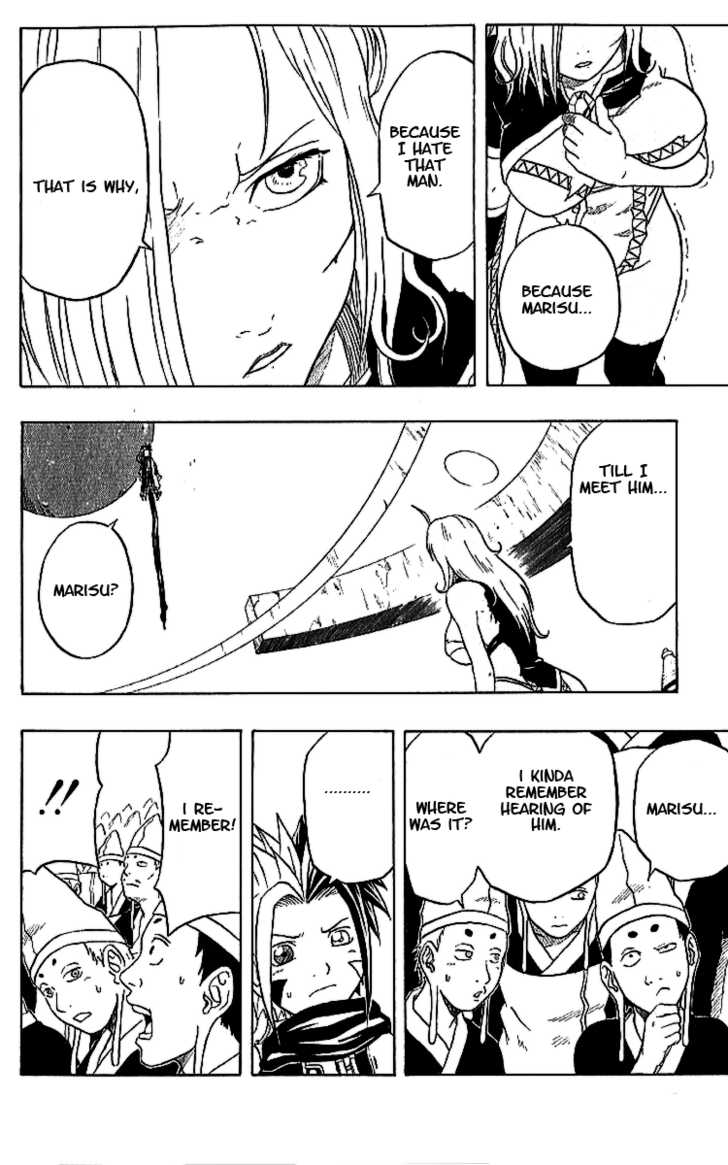 BECAUSE
MARISU...
BECAUSE
I HATE
THAT
MAN.
THAT IS WHY,
TILL I
MEET HIM...
MARISU?
MARISU...
I KINDA
REMEMBER
HEARING OF
HIM.
WHERE
WAS IT?
..........
I RE-
MEMBER!
!!